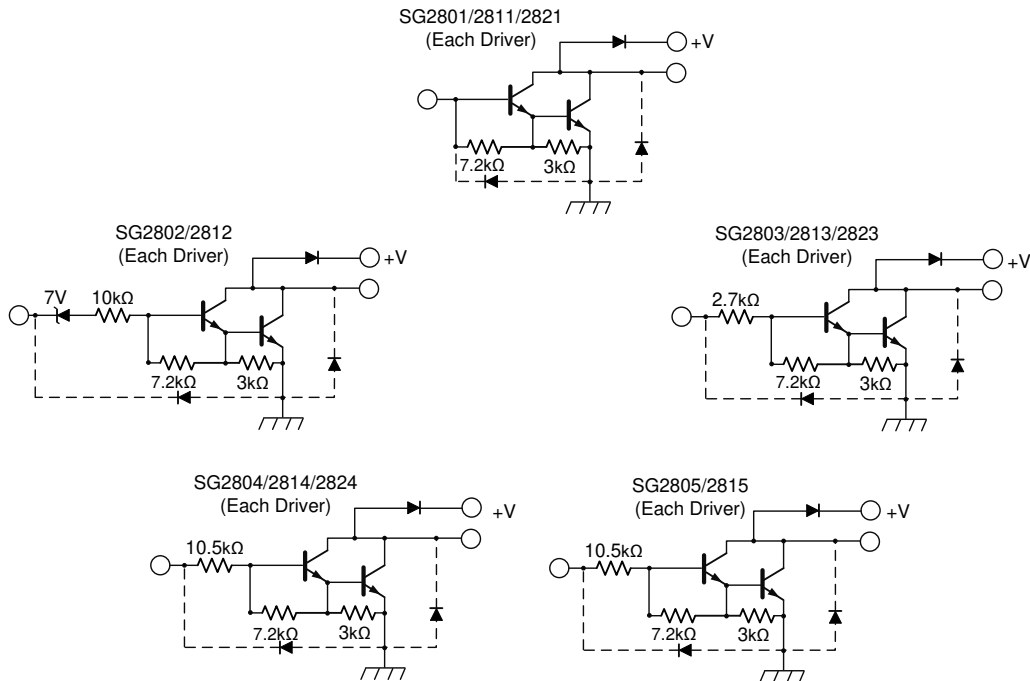 SG2801/2811/2821
(Each Driver)
+V
7.2kΩ
3kΩ
SG2802/2812
(Each Driver)
+V
7V
10kΩ
7.2kΩ
3kΩ
SG2803/2813/2823
(Each Driver)
+V
2.7kΩ
7.2kΩ
3kΩ
SG2804/2814/2824
(Each Driver)
+V
10.5kΩ
7.2kΩ
3kΩ
SG2805/2815
(Each Driver)
+V
10.5kΩ
7.2kΩ
3kΩ